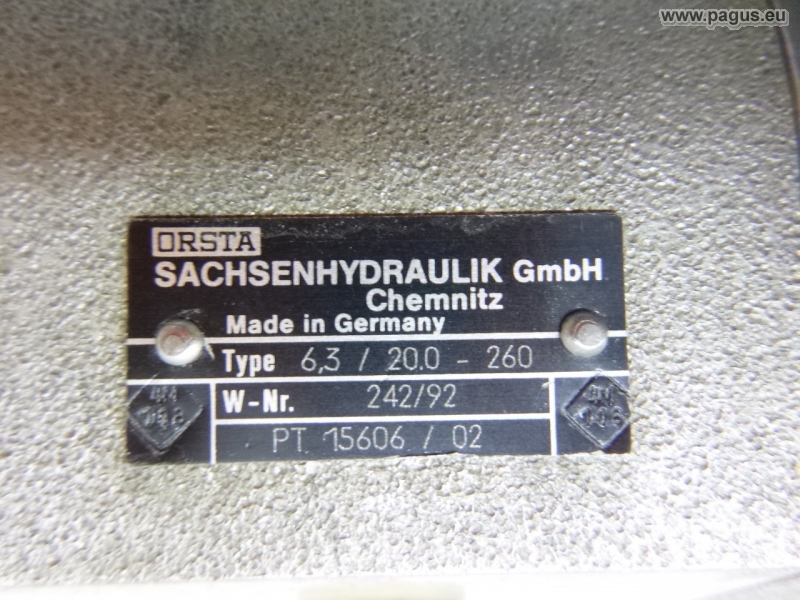 www.pagus.eu
ORSTA
SACHSENHYDRAULIK GmbH
Chemnitz
Made in Germany
Type 6,3 / 20.0 - 260
W-Nr. 242/92
PT 15606 / 02